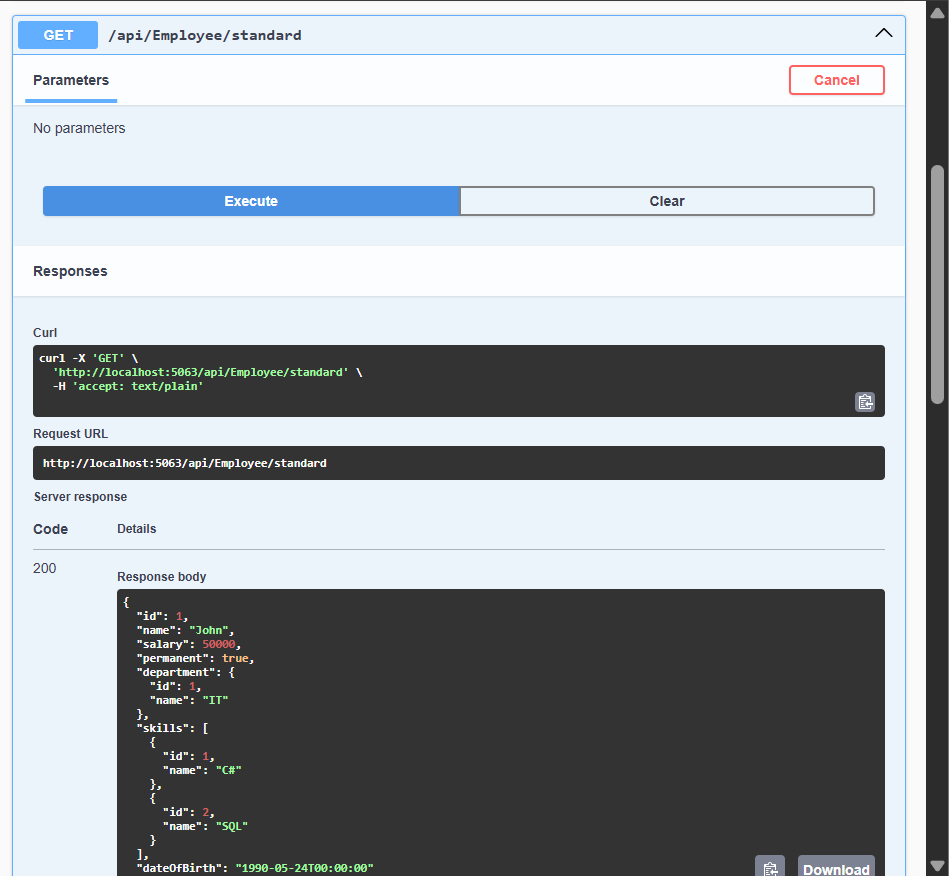 GET /api/Employee/standard
Parameters
Cancel
No parameters
Execute
Clear
Responses
Curl
curl -X 'GET' \
  'http://localhost:5063/api/Employee/standard' \
  -H 'accept: text/plain'
Request URL
http://localhost:5063/api/Employee/standard
Server response
Code Details
200
Response body
{
  "id": 1,
  "name": "John",
  "salary": 50000,
  "permanent": true,
  "department": {
    "id": 1,
    "name": "IT"
  },
  "skills": [
    {
      "id": 1,
      "name": "C#"
    },
    {
      "id": 2,
      "name": "SQL"
    }
  ],
  "dateOfBirth": "1990-05-24T00:00:00"
Download